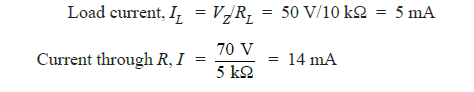 Load current, I_L = V_Z/R_L = 50 V/10 kΩ = 5 mA
Current through R, I = 70 V / 5 kΩ = 14 mA